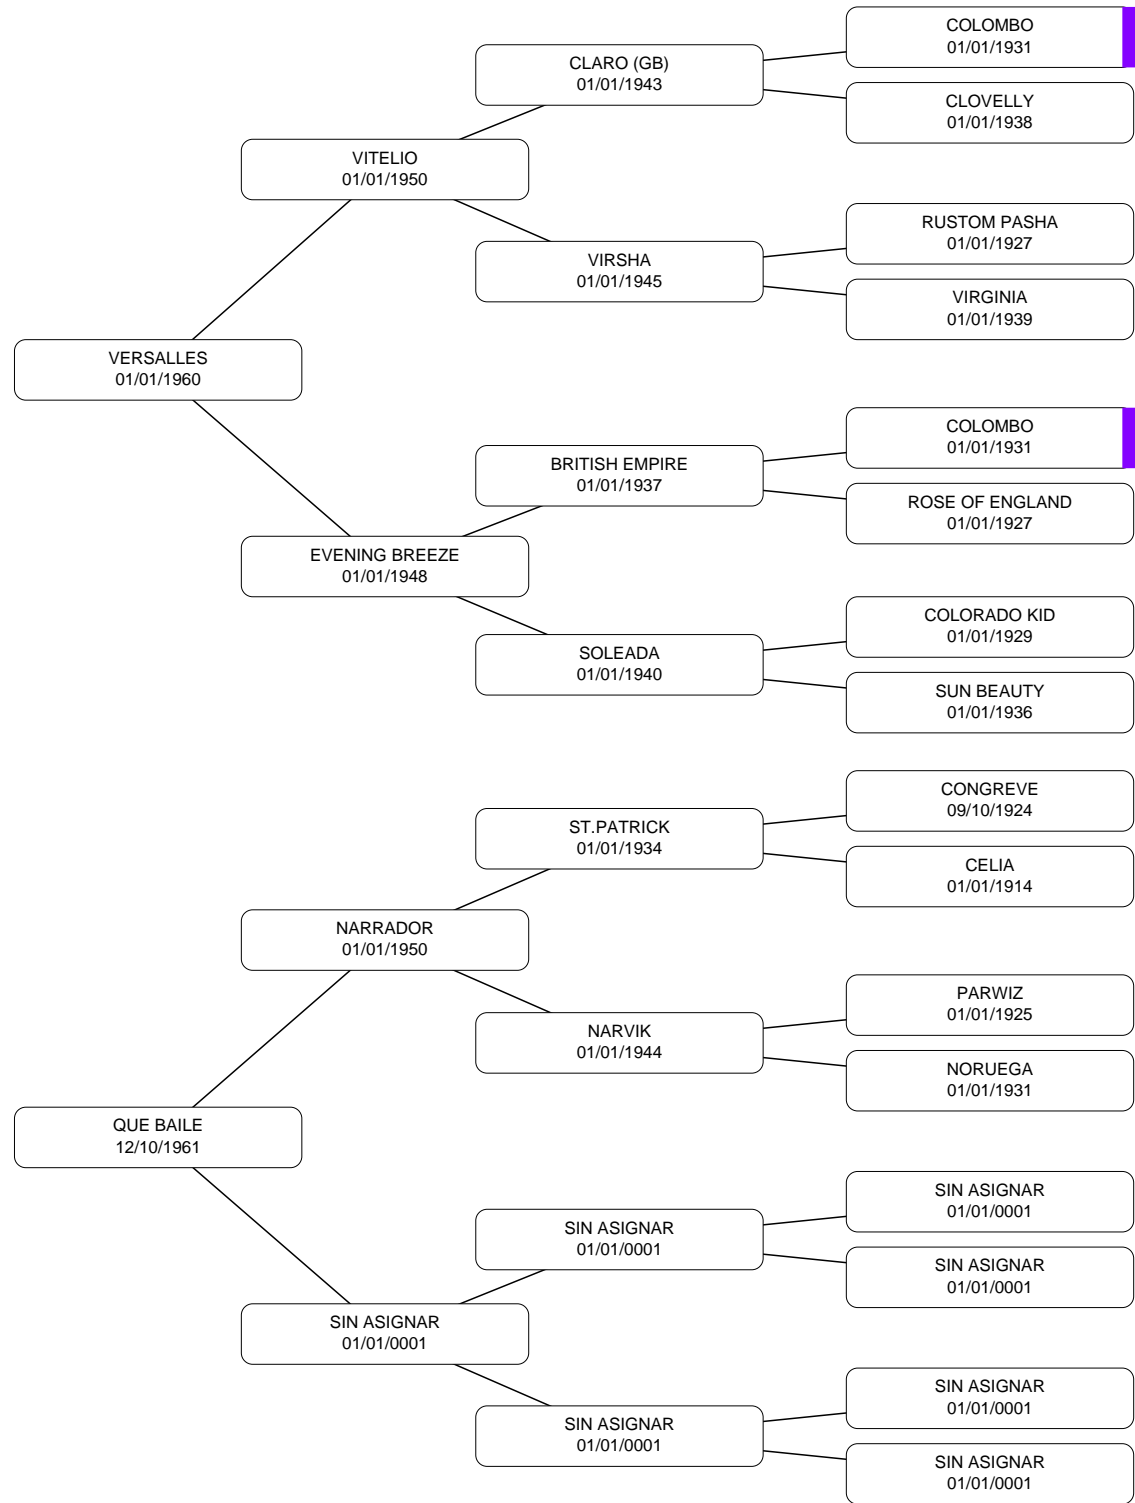 COLOMBO
01/01/1931
CLARO (GB)
01/01/1943
CLOVELLY
01/01/1938
VITELIO
01/01/1950
RUSTOM PASHA
01/01/1927
VIRSHA
01/01/1945
VIRGINIA
01/01/1939
VERSALLES
01/01/1960
COLOMBO
01/01/1931
BRITISH EMPIRE
01/01/1937
ROSE OF ENGLAND
01/01/1927
EVENING BREEZE
01/01/1948
COLORADO KID
01/01/1929
SOLEADA
01/01/1940
SUN BEAUTY
01/01/1936
CONGREVE
09/10/1924
ST.PATRICK
01/01/1934
CELIA
01/01/1914
NARRADOR
01/01/1950
PARWIZ
01/01/1925
NARVIK
01/01/1944
NORUEGA
01/01/1931
QUE BAILE
12/10/1961
SIN ASIGNAR
01/01/0001
SIN ASIGNAR
01/01/0001
SIN ASIGNAR
01/01/0001
SIN ASIGNAR
01/01/0001
SIN ASIGNAR
01/01/0001
SIN ASIGNAR
01/01/0001
SIN ASIGNAR
01/01/0001